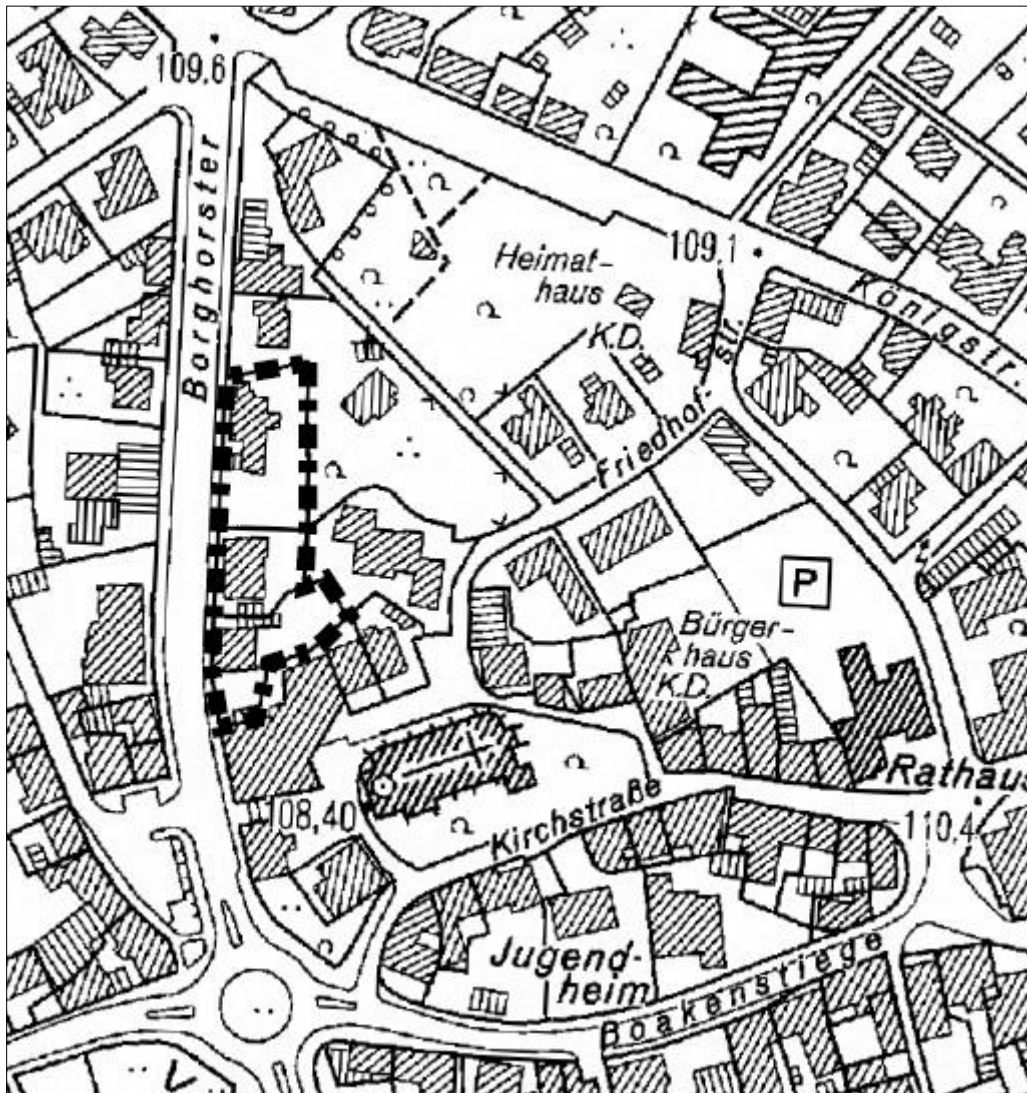 109,6
Borghorster
Heimat-
haus
K.D.
109,1
Königstr.
Friedhof-
str.
P
Bürger-
haus
K.D.
Rathaus
108,40
Kirchstraße
110,4
Jugend-
heim
Boakenstiege